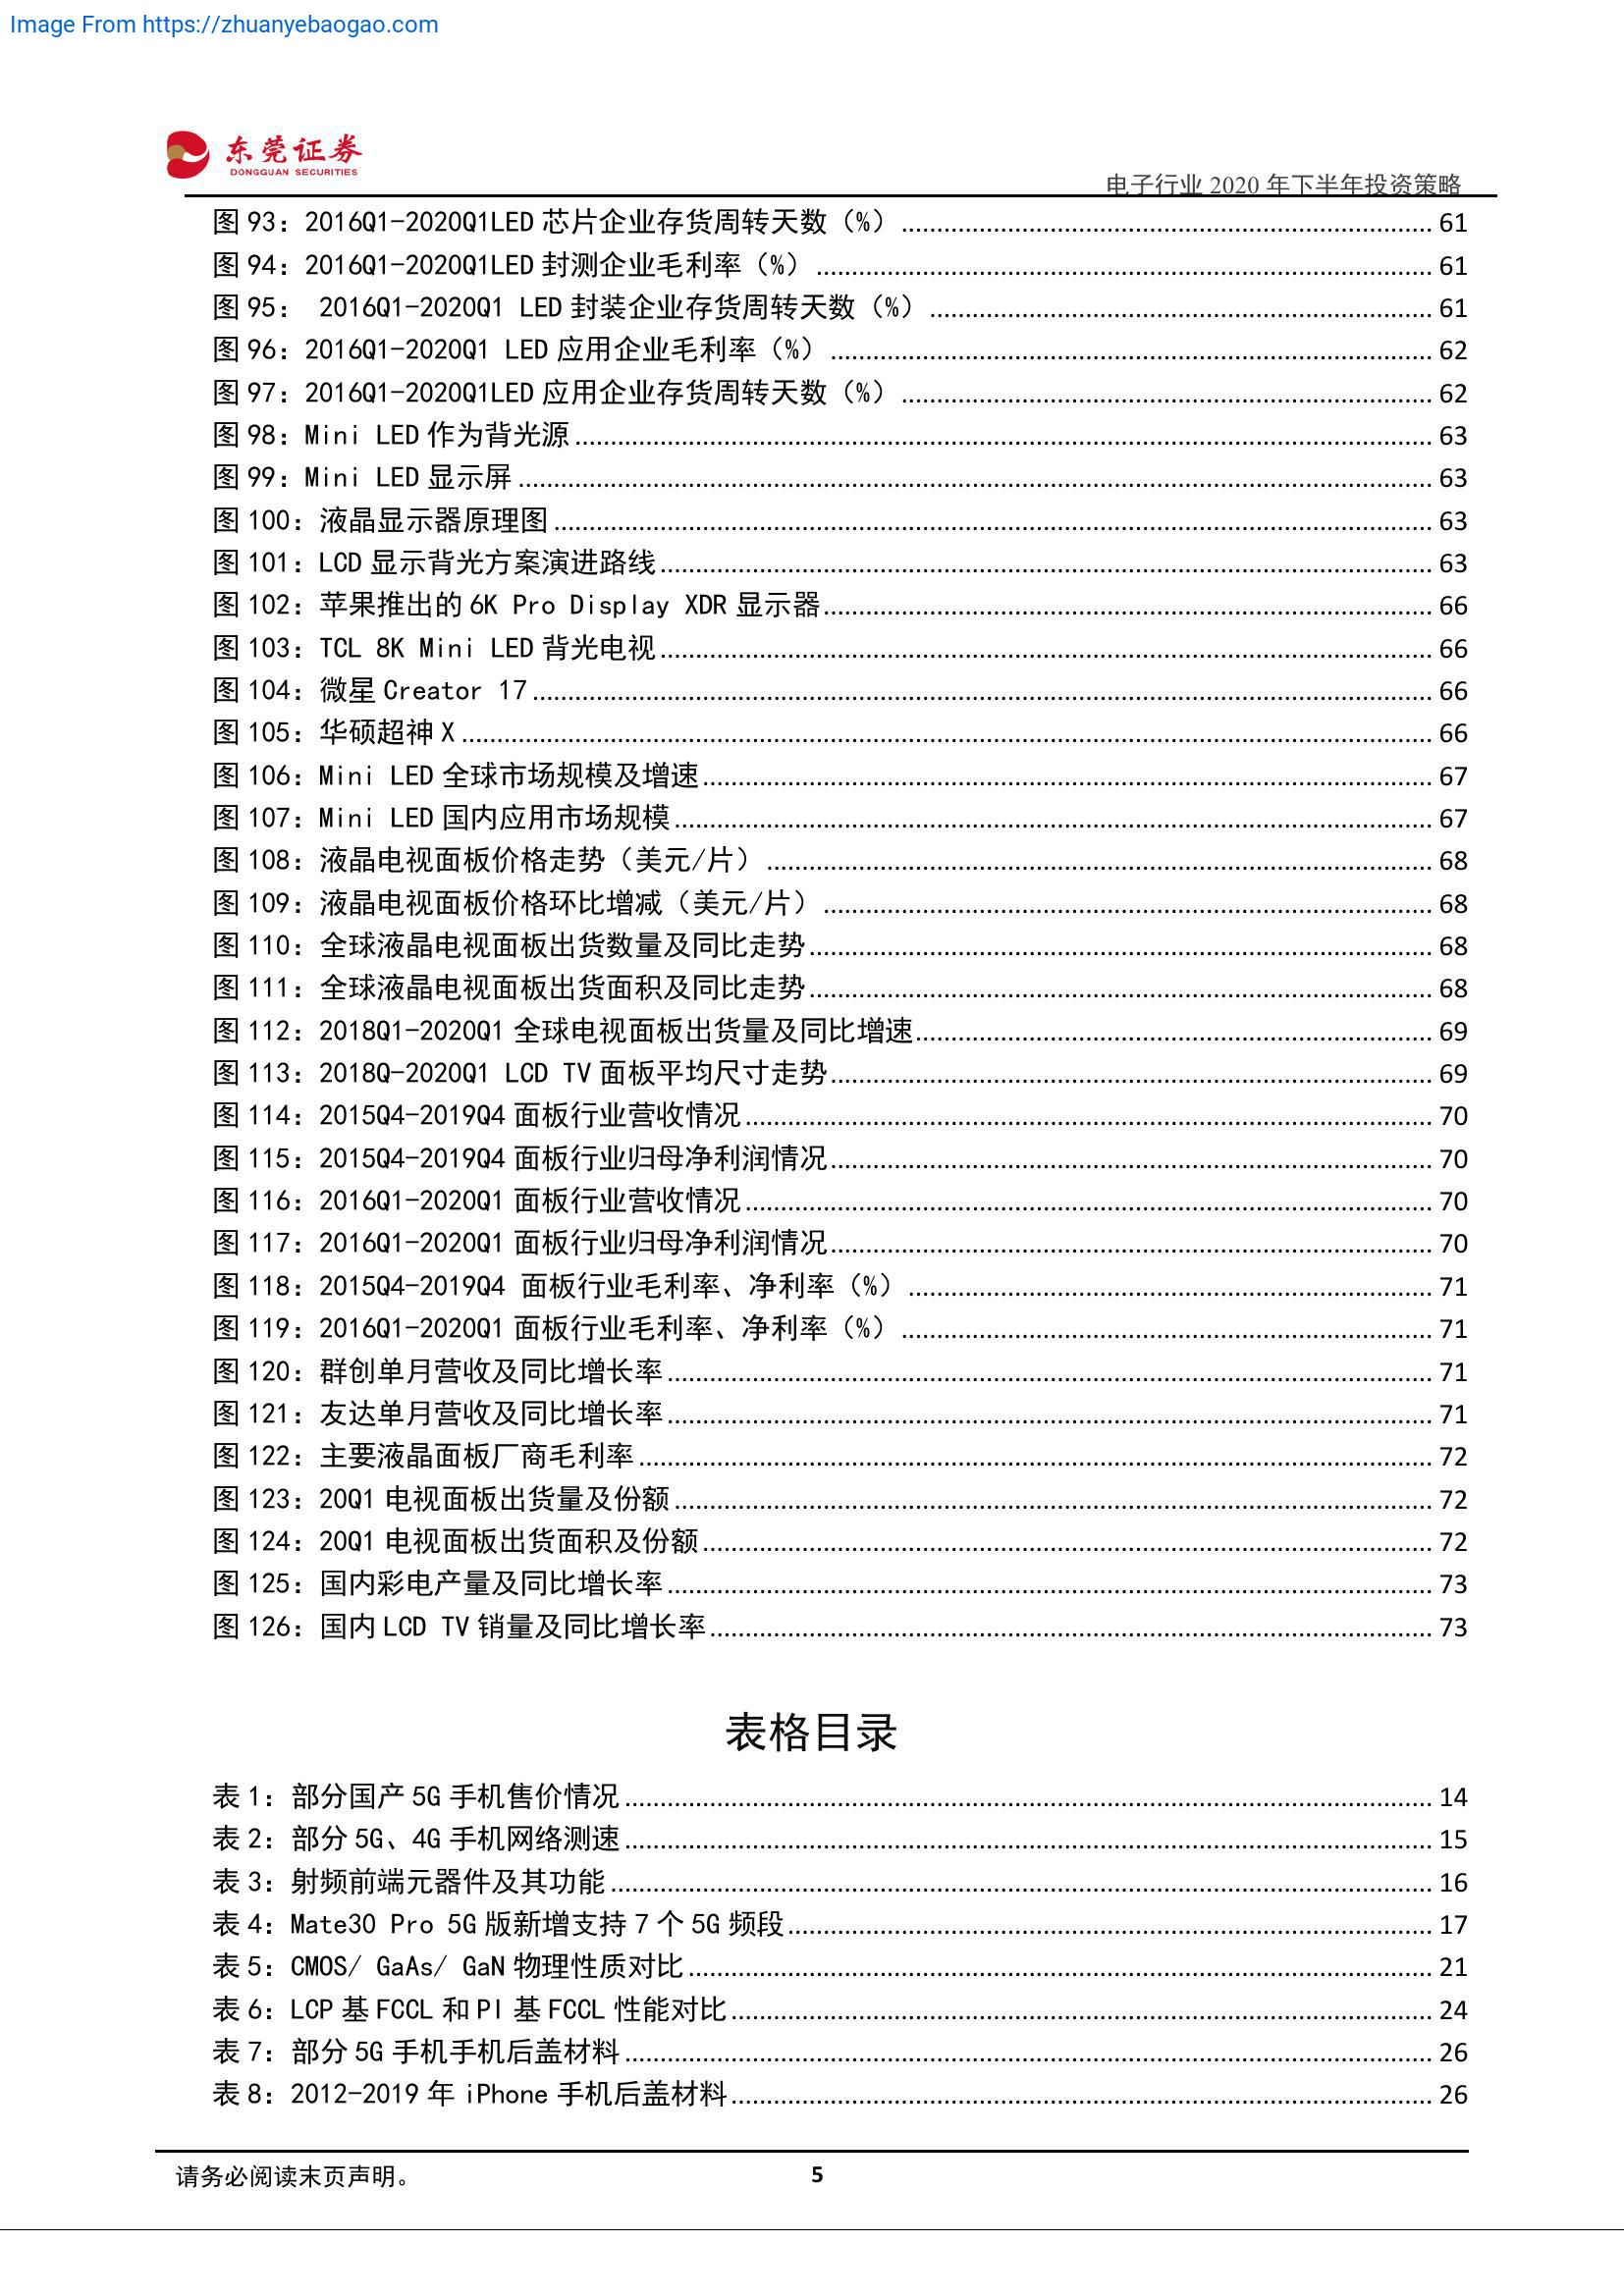 Image From https://zhuanyebaogao.com
东莞证券
DONGGUAN SECURITIES
电子行业 2020 年下半年投资策略
图 93：2016Q1-2020Q1LED 芯片企业存货周转天数（%） 61
图 94：2016Q1-2020Q1LED 封测企业毛利率（%） 61
图 95： 2016Q1-2020Q1 LED 封装企业存货周转天数（%） 61
图 96：2016Q1-2020Q1 LED 应用企业毛利率（%） 62
图 97：2016Q1-2020Q1LED 应用企业存货周转天数（%） 62
图 98：Mini LED 作为背光源 63
图 99：Mini LED 显示屏 63
图 100：液晶显示器原理图 63
图 101：LCD 显示背光方案演进路线 63
图 102：苹果推出的 6K Pro Display XDR 显示器 66
图 103：TCL 8K Mini LED 背光电视 66
图 104：微星 Creator 17 66
图 105：华硕超神 X 66
图 106：Mini LED 全球市场规模及增速 67
图 107：Mini LED 国内应用市场规模 67
图 108：液晶电视面板价格走势（美元/片） 68
图 109：液晶电视面板价格环比增减（美元/片） 68
图 110：全球液晶电视面板出货数量及同比走势 68
图 111：全球液晶电视面板出货面积及同比走势 68
图 112：2018Q1-2020Q1 全球电视面板出货量及同比增速 69
图 113：2018Q-2020Q1 LCD TV 面板平均尺寸走势 69
图 114：2015Q4-2019Q4 面板行业营收情况 70
图 115：2015Q4-2019Q4 面板行业归母净利润情况 70
图 116：2016Q1-2020Q1 面板行业营收情况 70
图 117：2016Q1-2020Q1 面板行业归母净利润情况 70
图 118：2015Q4-2019Q4 面板行业毛利率、净利率（%） 71
图 119：2016Q1-2020Q1 面板行业毛利率、净利率（%） 71
图 120：群创单月营收及同比增长率 71
图 121：友达单月营收及同比增长率 71
图 122：主要液晶面板厂商毛利率 72
图 123：20Q1 电视面板出货量及份额 72
图 124：20Q1 电视面板出货面积及份额 72
图 125：国内彩电产量及同比增长率 73
图 126：国内 LCD TV 销量及同比增长率 73
表格目录
表 1：部分国产 5G 手机售价情况 14
表 2：部分 5G、4G 手机网络测速 15
表 3：射频前端元器件及其功能 16
表 4：Mate30 Pro 5G 版新增支持 7 个 5G 频段 17
表 5：CMOS/ GaAs/ GaN 物理性质对比 21
表 6：LCP 基 FCCL 和 PI 基 FCCL 性能对比 24
表 7：部分 5G 手机手机后盖材料 26
表 8：2012-2019 年 iPhone 手机后盖材料 26
请务必阅读末页声明。
5